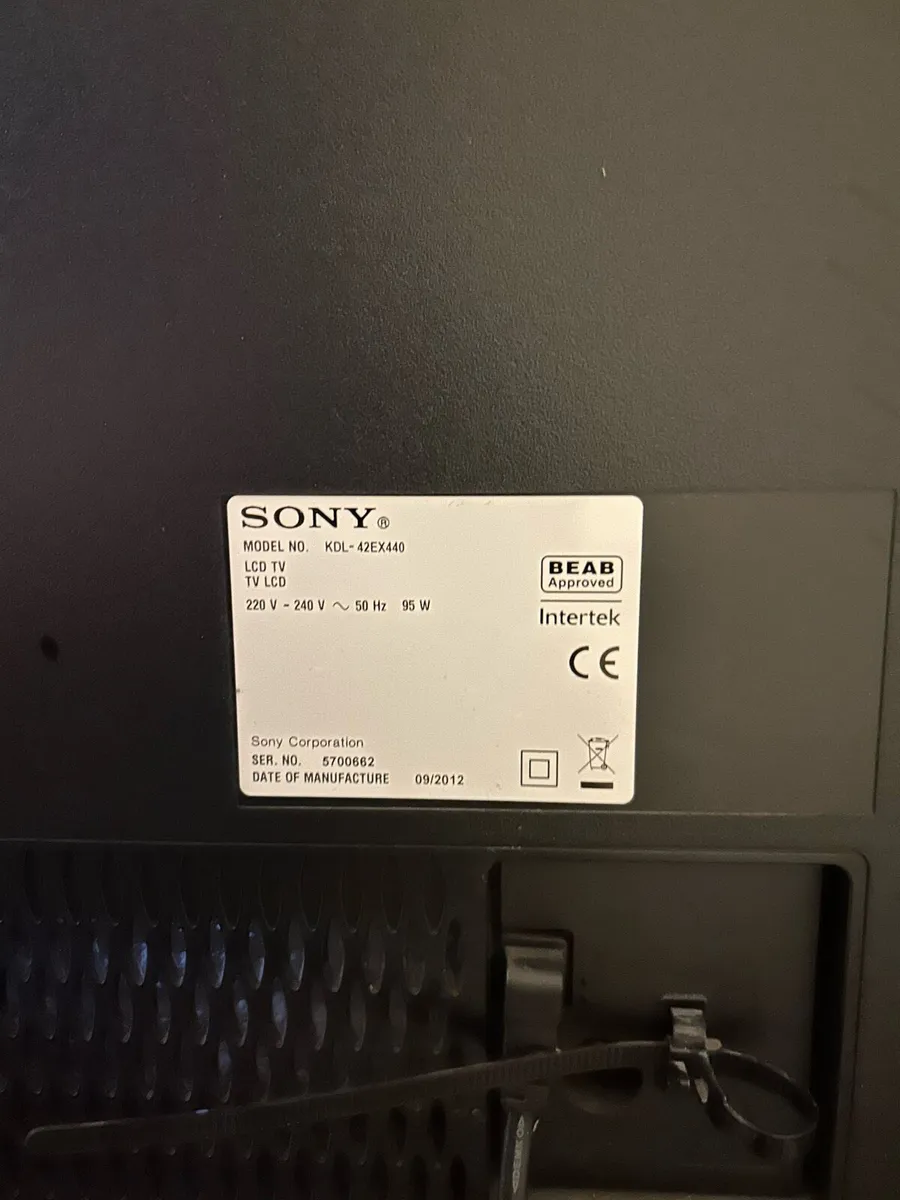 SONY®
MODEL NO. KDL-42EX440
LCD TV
TV LCD
220 V - 240 V ~ 50 Hz 95 W
BEAB
Approved
Intertek
CE
Sony Corporation
SER. NO. 5700662
DATE OF MANUFACTURE 09/2012